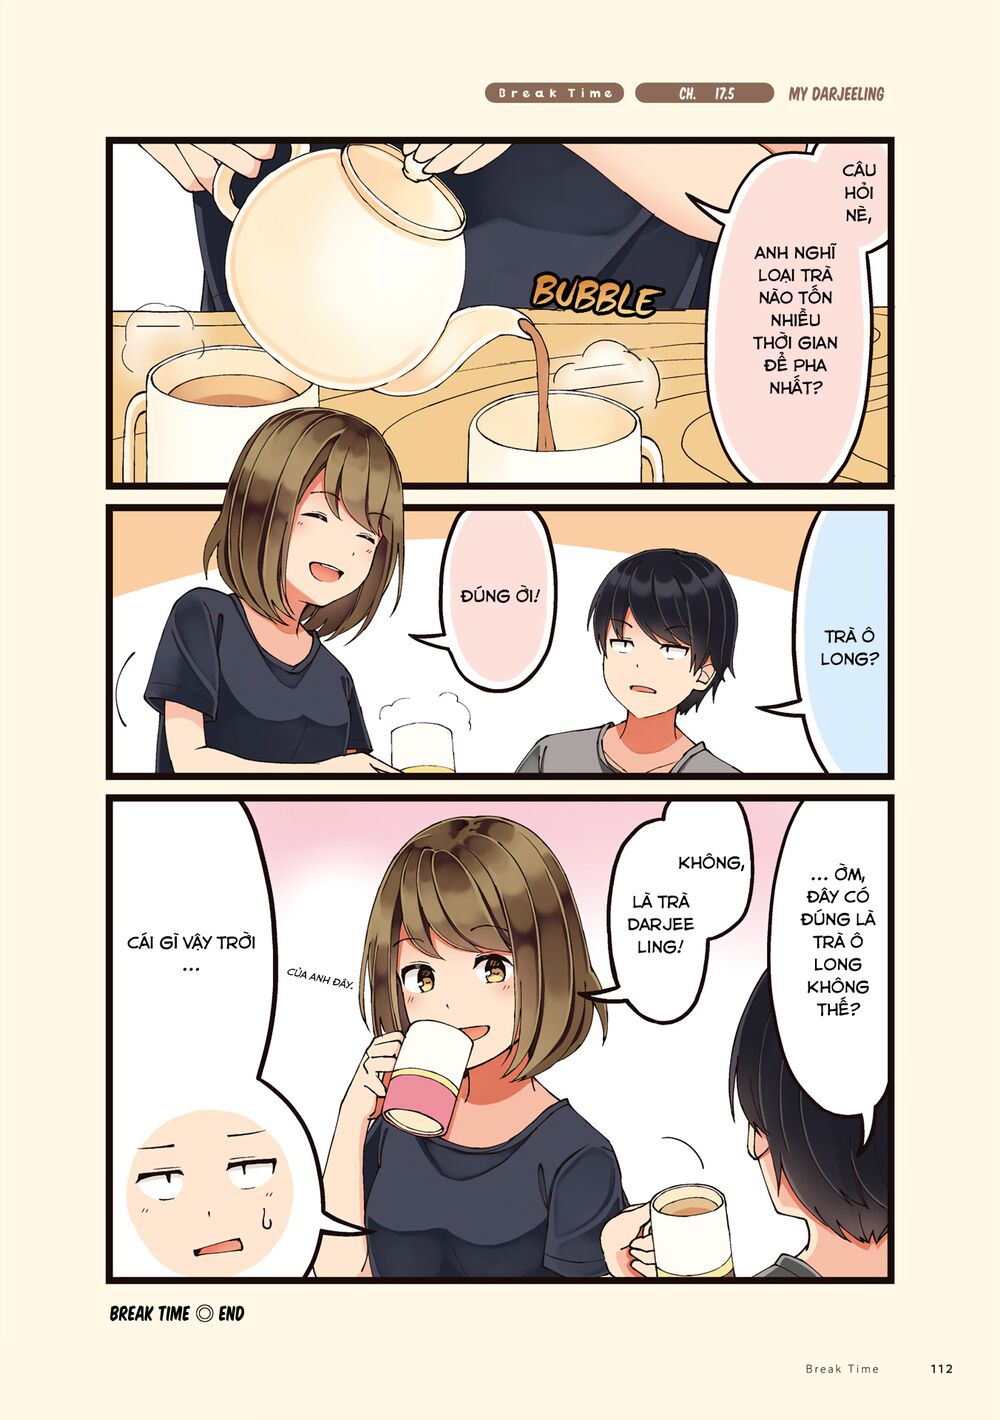 Break Time
CH. 17.5
MY DARJEELING
CÂU
HỎI
NÈ,
ANH NGHĨ
LOẠI TRÀ
NÀO TỐN
NHIỀU
THỜI GIAN
ĐỂ PHA
NHẤT?
BUBBLE
TRÀ Ô
LONG?
ĐÚNG ỜI!
... ỜM,
ĐÂY CÓ
ĐÚNG LÀ
TRÀ Ô
LONG
KHÔNG
THẾ?
KHÔNG,
LÀ TRÀ
DARJEE
LING!
CỦA ANH ĐÂY.
CÁI GÌ VẬY TRỜI
...
BREAK TIME ◎ END
Break Time
112